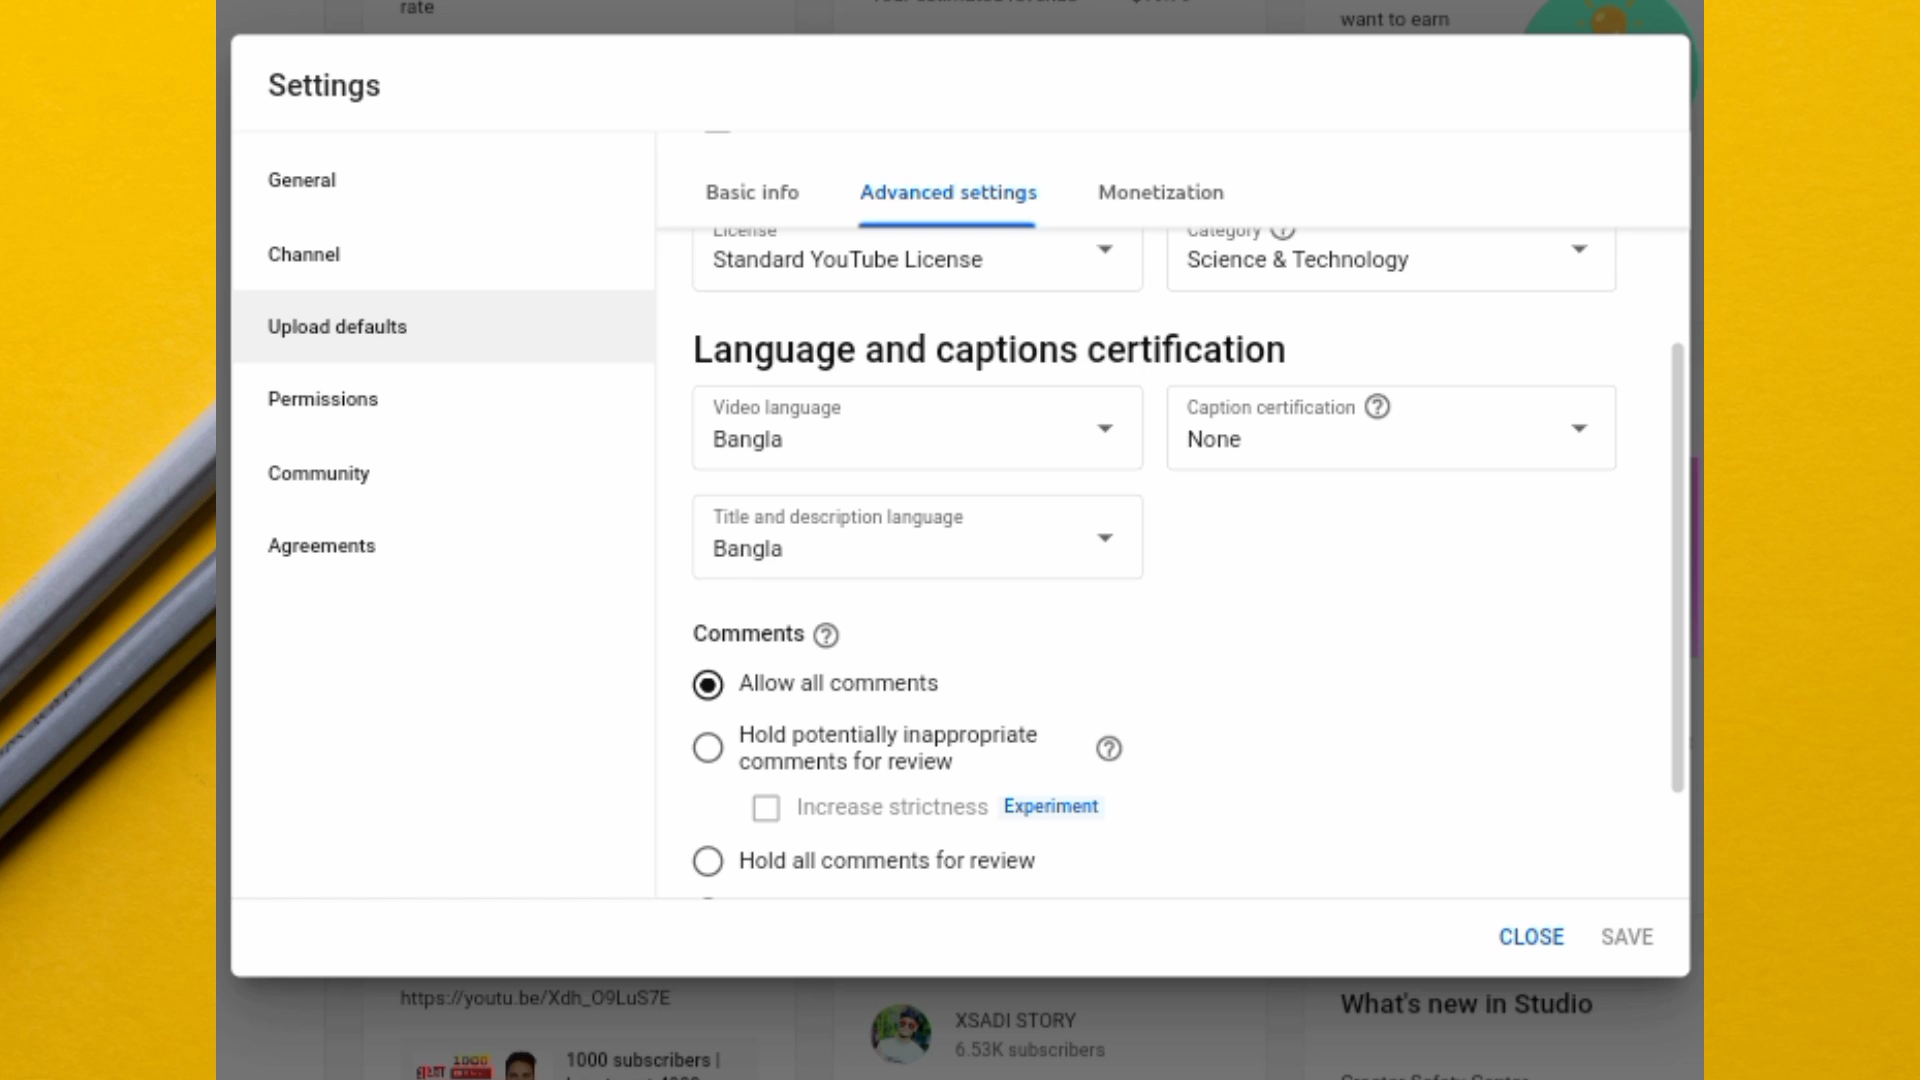 rate
want to earn
Settings
General
Channel
Upload defaults
Permissions
Community
Agreements
Basic info
Advanced settings
Monetization
License
Standard YouTube License
Category
Science & Technology
Language and captions certification
Video language
Bangla
Caption certification
None
Title and description language
Bangla
Comments
Allow all comments
Hold potentially inappropriate
comments for review
Increase strictness Experiment
Hold all comments for review
CLOSE
SAVE
https://youtu.be/Xdh_O9LuS7E
1000 subscribers |
XSADI STORY
6.53K subscribers
What's new in Studio